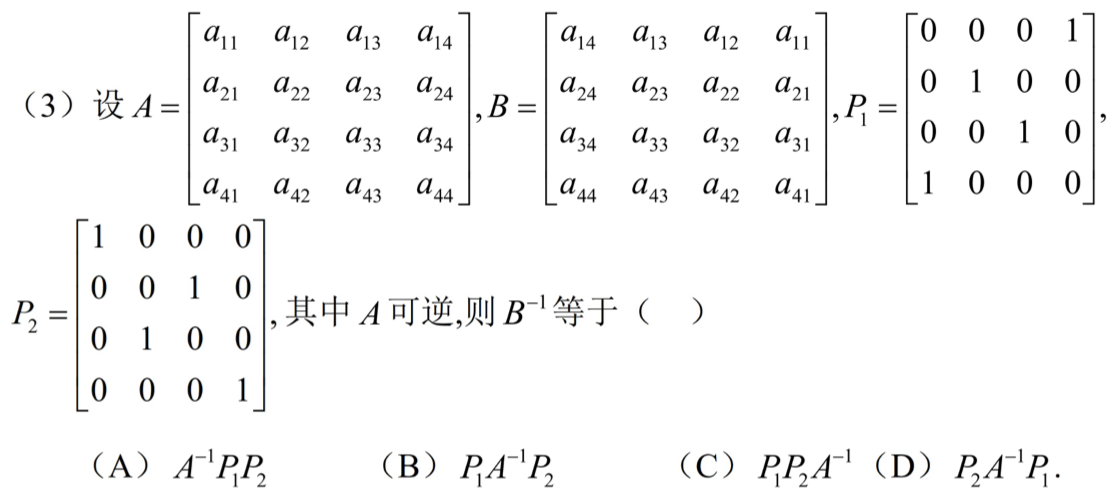 （3）设 $A=\begin{bmatrix} a_{11} & a_{12} & a_{13} & a_{14} \\ a_{21} & a_{22} & a_{23} & a_{24} \\ a_{31} & a_{32} & a_{33} & a_{34} \\ a_{41} & a_{42} & a_{43} & a_{44} \end{bmatrix}, B=\begin{bmatrix} a_{14} & a_{13} & a_{12} & a_{11} \\ a_{24} & a_{23} & a_{22} & a_{21} \\ a_{34} & a_{33} & a_{32} & a_{31} \\ a_{44} & a_{43} & a_{42} & a_{41} \end{bmatrix}, P_1=\begin{bmatrix} 0 & 0 & 0 & 1 \\ 0 & 1 & 0 & 0 \\ 0 & 0 & 1 & 0 \\ 1 & 0 & 0 & 0 \end{bmatrix},$
$P_2=\begin{bmatrix} 1 & 0 & 0 & 0 \\ 0 & 0 & 1 & 0 \\ 0 & 1 & 0 & 0 \\ 0 & 0 & 0 & 1 \end{bmatrix}$, 其中 $A$ 可逆,则 $B^{-1}$ 等于（ ）
（A） $A^{-1}P_1P_2$ （B） $P_1A^{-1}P_2$ （C） $P_1P_2A^{-1}$ （D） $P_2A^{-1}P_1$.